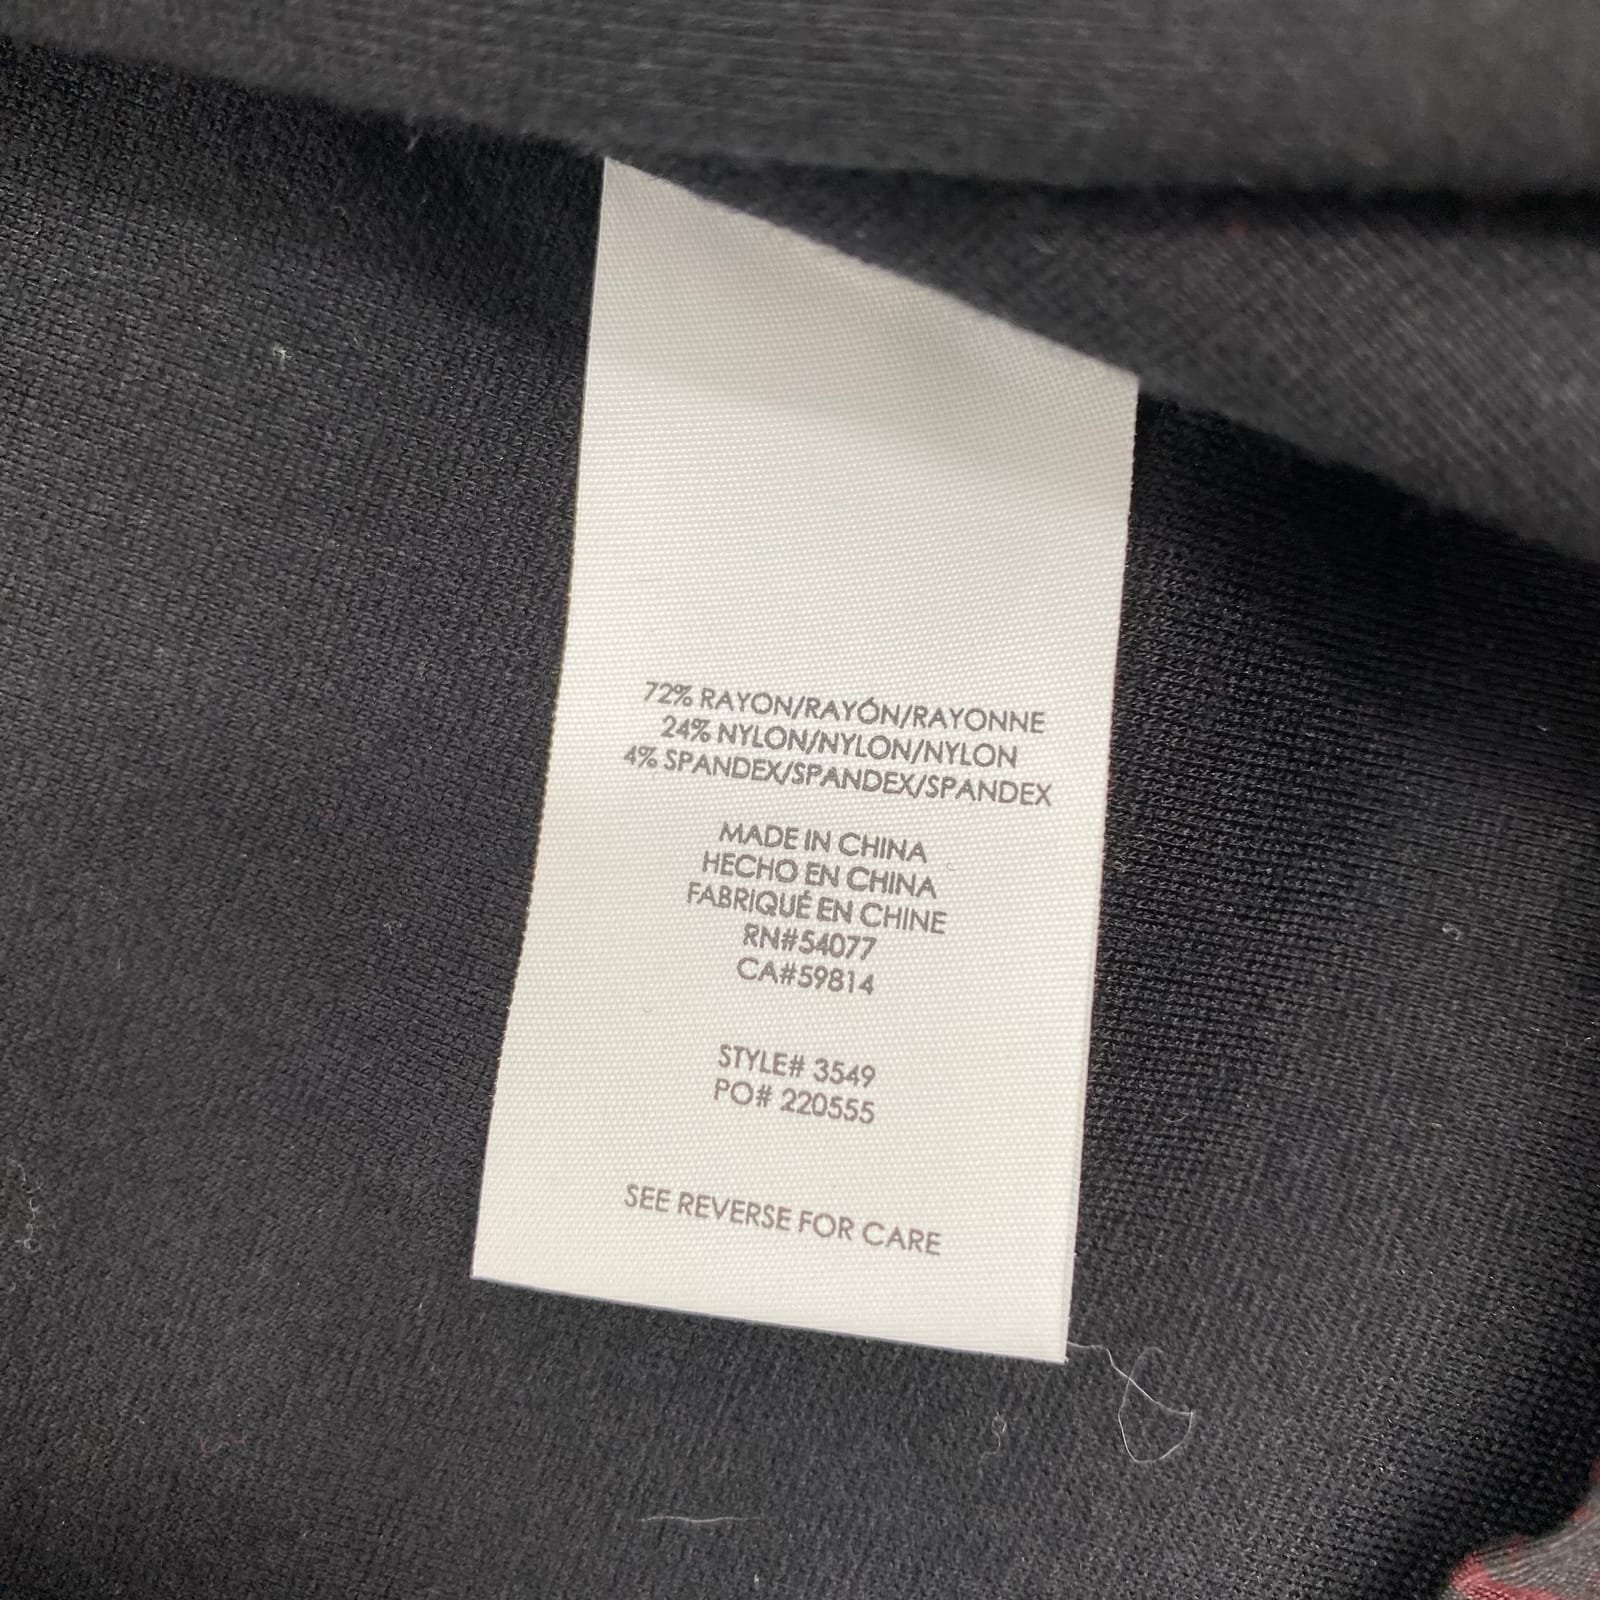 72% RAYON/RAYÓN/RAYONNE
24% NYLON/NYLON/NYLON
4% SPANDEX/SPANDEX/SPANDEX
MADE IN CHINA
HECHO EN CHINA
FABRIQUÉ EN CHINE
RN#54077
CA#59814
STYLE# 3549
PO# 220555
SEE REVERSE FOR CARE